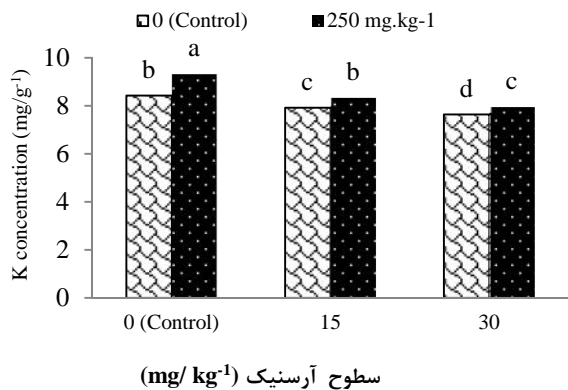 0 (Control) 250 mg.kg-1
K concentration (mg/g⁻¹)
10
8
6
4
2
0
b a c b d c
0 (Control) 15 30
سطوح آرسنیک (mg/ kg⁻¹)